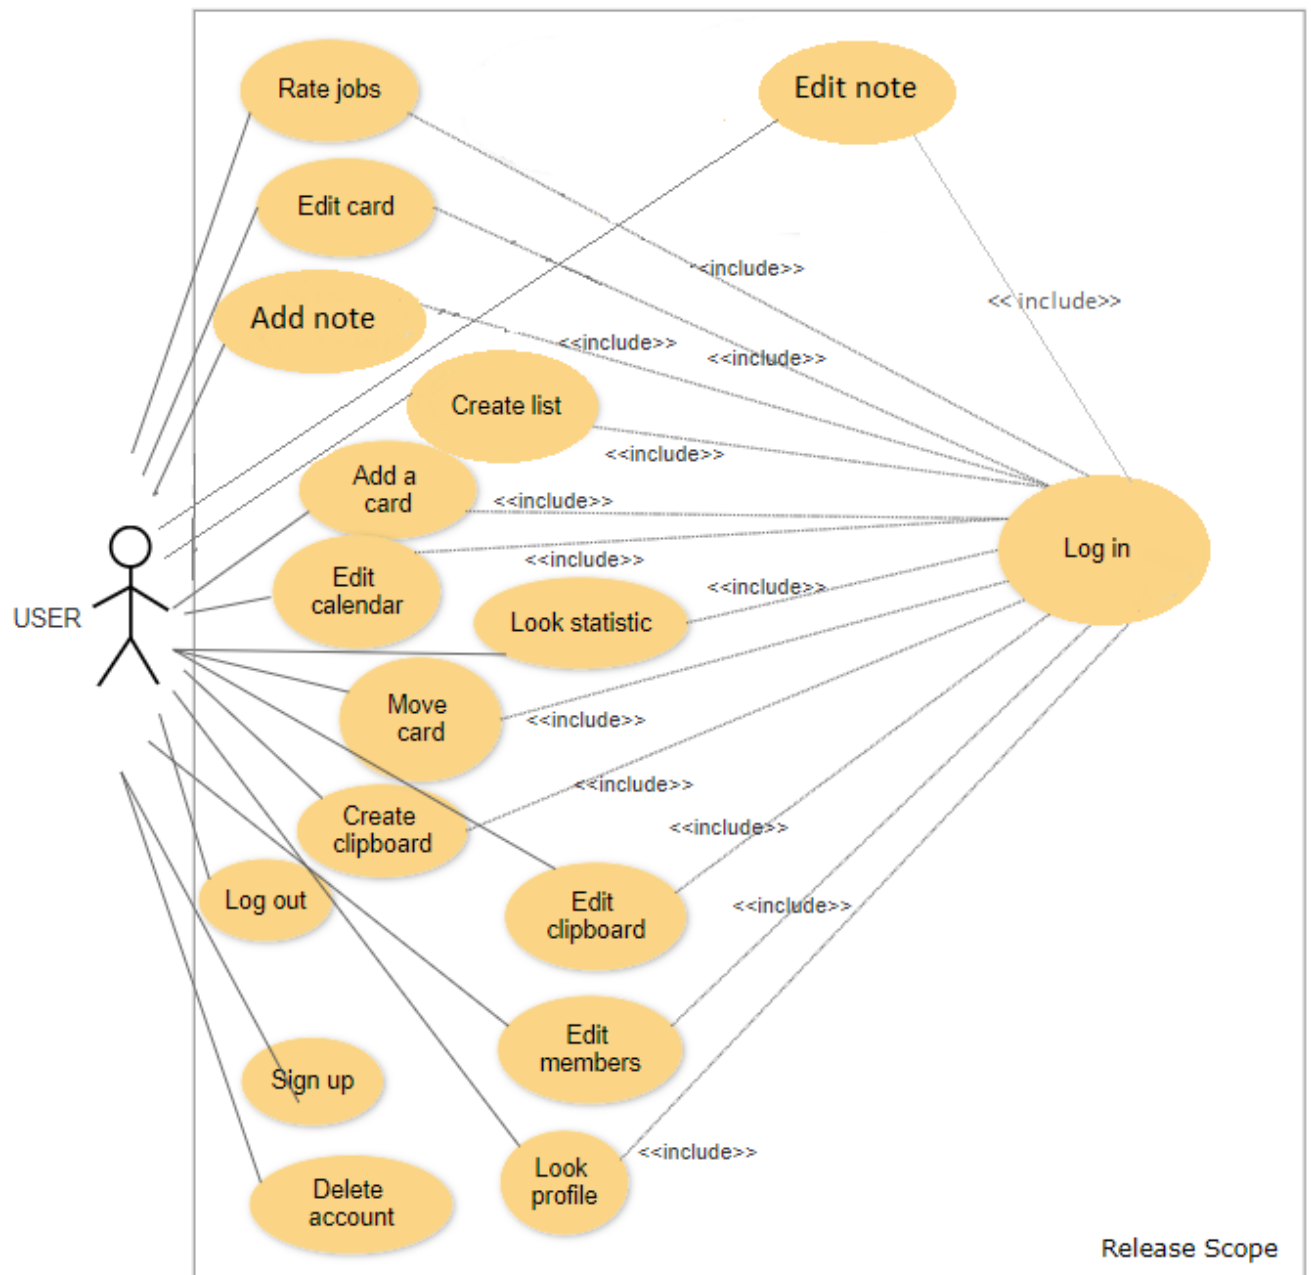 Rate jobs
Edit note
Edit card
<<include>>
<< include>>
Add note
<<include>>
<<include>>
Create list
<<include>>
Add a
card
<<include>>
Log in
<<include>>
Edit
calendar
<<include>>
USER
Look statistic
Move
card
<<include>>
<<include>>
Create
clipboard
<<include>>
Log out
Edit
clipboard
<<include>>
Edit
members
Sign up
<<include>>
Look
profile
Delete
account
Release Scope